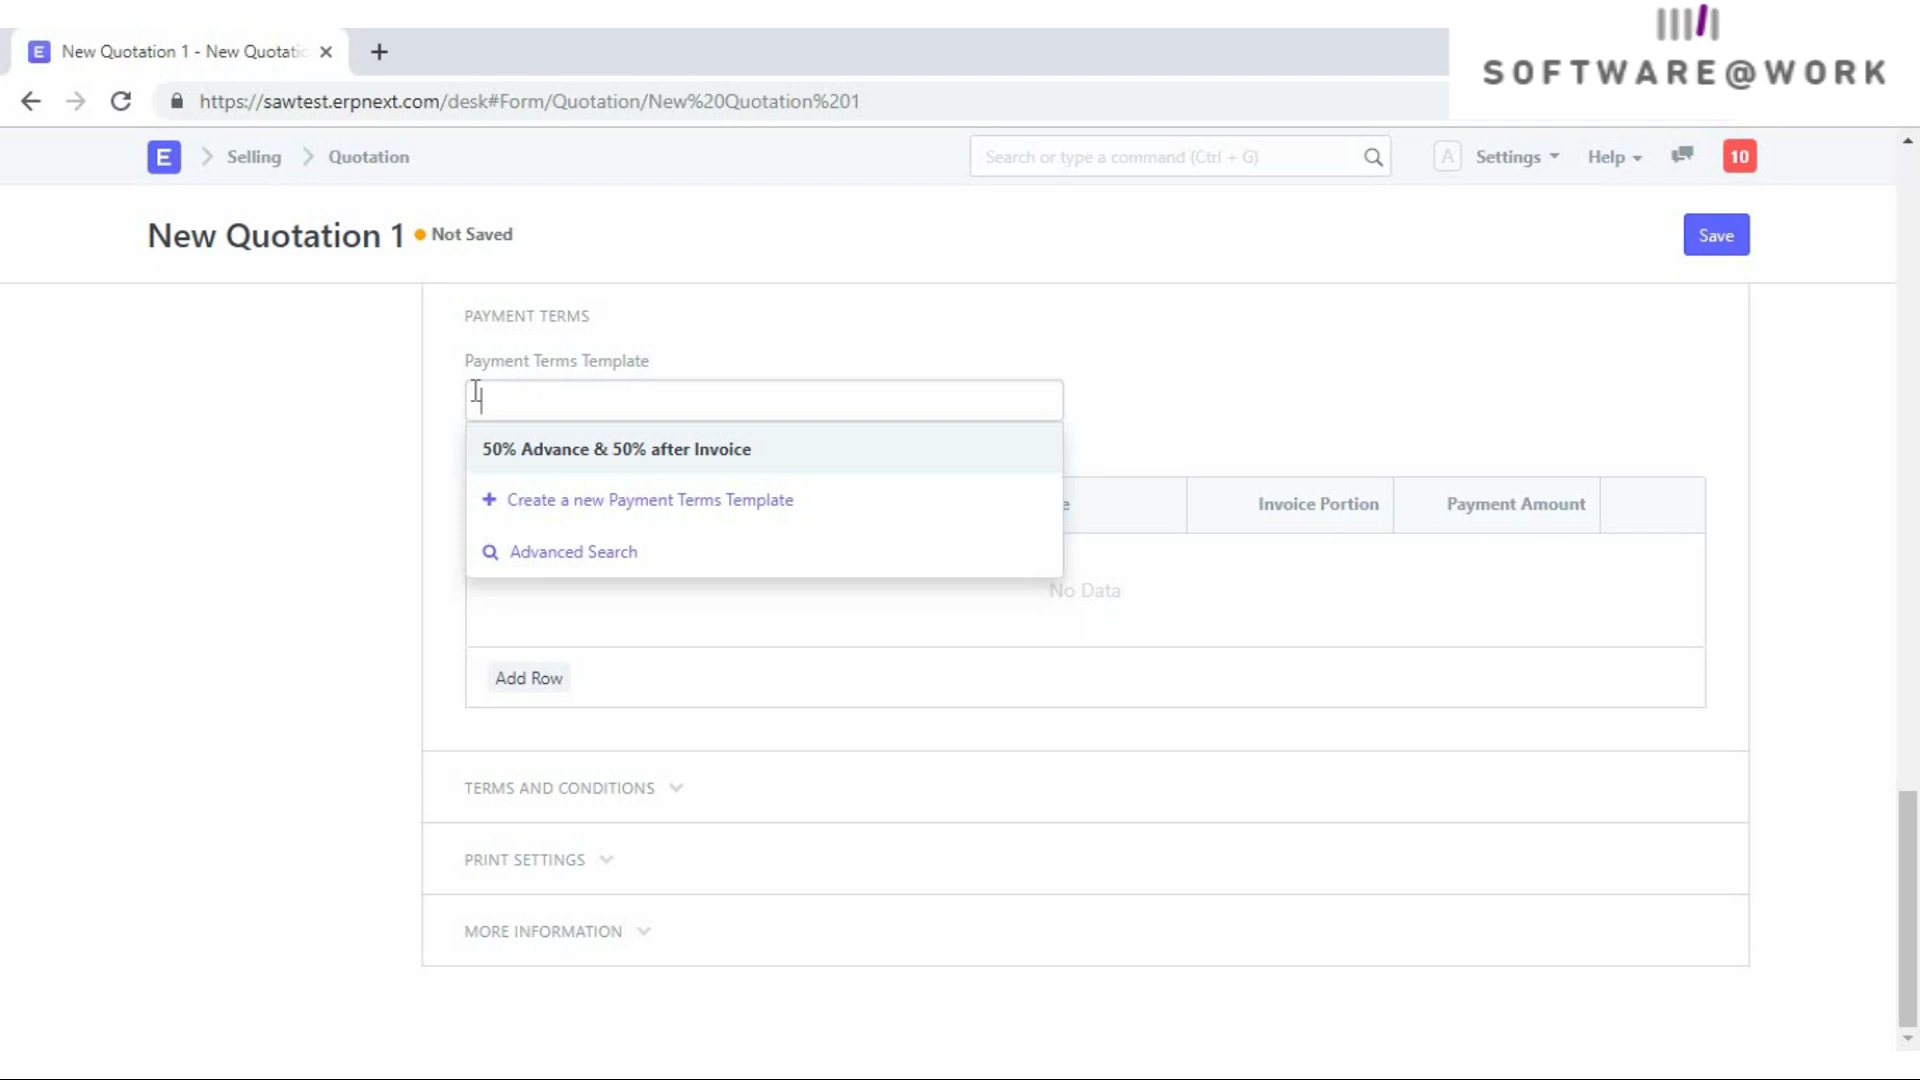 SOFTWARE@WORK
E New Quotation 1 - New Quotatic
https://sawtest.erpnext.com/desk#Form/Quotation/New%20Quotation%201
E Selling Quotation Search or type a command (Ctrl + G) A Settings Help 10
New Quotation 1 Not Saved Save
PAYMENT TERMS
Payment Terms Template
50% Advance & 50% after Invoice
Create a new Payment Terms Template
Advanced Search
Invoice Portion Payment Amount
No Data
Add Row
TERMS AND CONDITIONS
PRINT SETTINGS
MORE INFORMATION